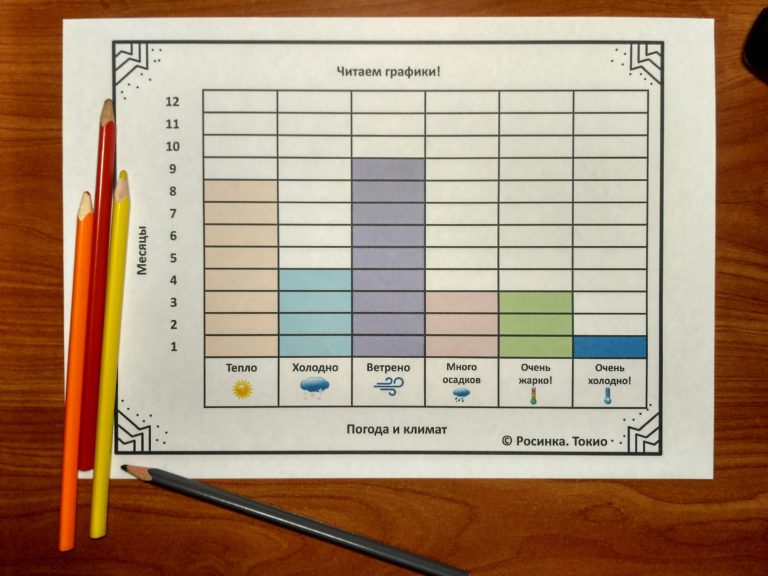 Читаем графики!
12
11
10
9
8
7
6
5
4
3
2
1
Месяцы
Тепло
Холодно
Ветрено
Много
осадков
Очень
жарко!
Очень
холодно!
Погода и климат
© Росинка. Токио